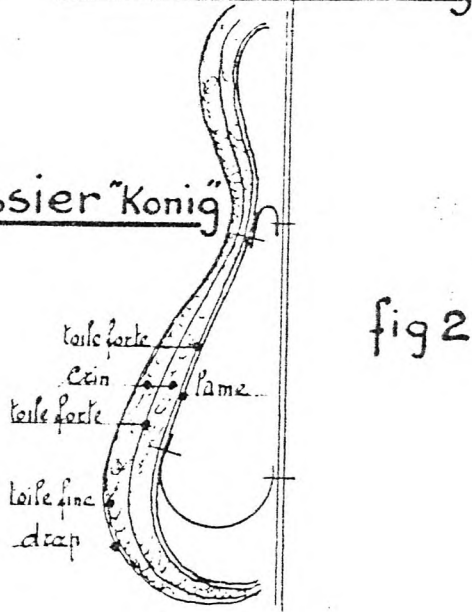 ssier "Konig"
fig 2
toile forte
crin
lame
toile forte
toile fine
drap